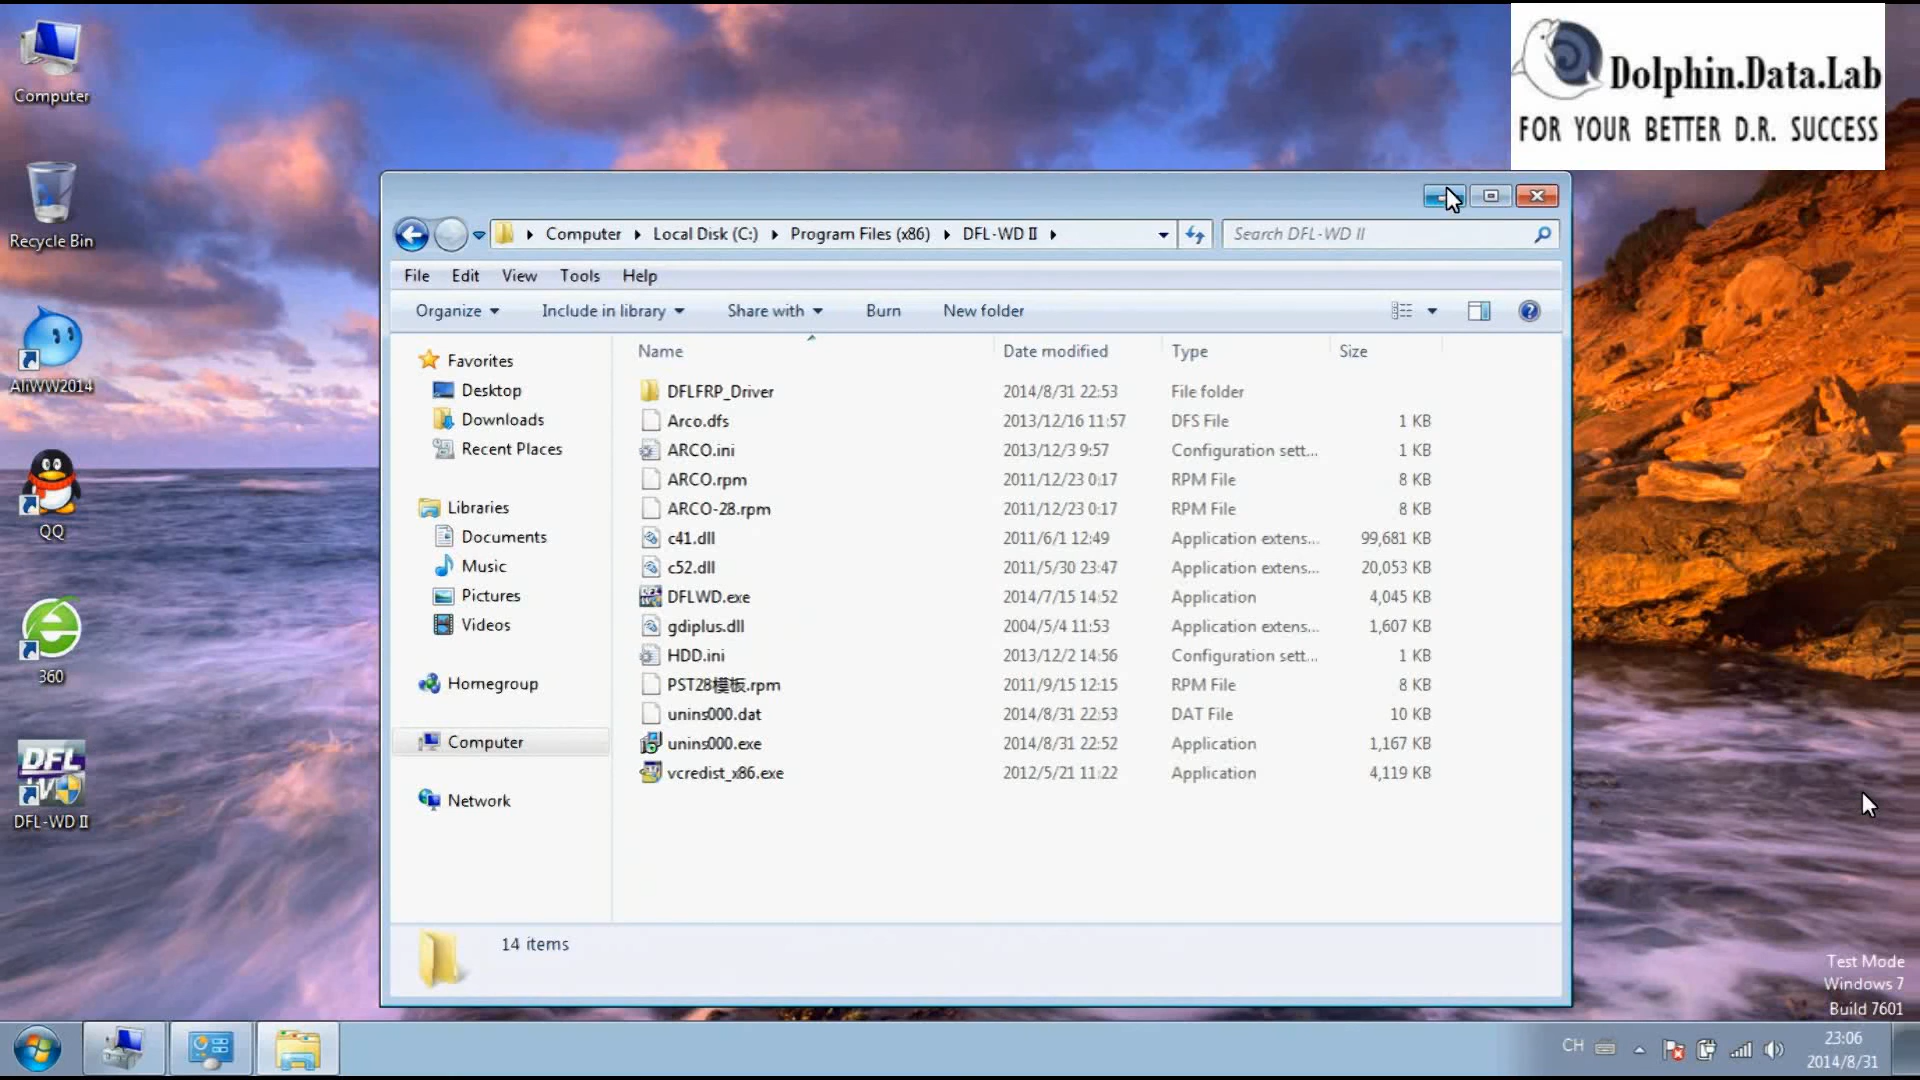 Computer
Recycle Bin
AliWW2014
QQ
360
DFL
DFL-WD II
Dolphin.Data.Lab
FOR YOUR BETTER D.R. SUCCESS
Computer Local Disk (C:) Program Files (x86) DFL-WD II
Search DFL-WD II
File Edit View Tools Help
Organize Include in library Share with Burn New folder
Favorites
Desktop
Downloads
Recent Places
Libraries
Documents
Music
Pictures
Videos
Homegroup
Computer
Network
Name Date modified Type Size
DFLFRP_Driver 2014/8/31 22:53 File folder
Arco.dfs 2013/12/16 11:57 DFS File 1 KB
ARCO.ini 2013/12/3 9:57 Configuration sett... 1 KB
ARCO.rpm 2011/12/23 0:17 RPM File 8 KB
ARCO-28.rpm 2011/12/23 0:17 RPM File 8 KB
c41.dll 2011/6/1 12:49 Application extens... 99,681 KB
c52.dll 2011/5/30 23:47 Application extens... 20,053 KB
DFLWD.exe 2014/7/15 14:52 Application 4,045 KB
gdiplus.dll 2004/5/4 11:53 Application extens... 1,607 KB
HDD.ini 2013/12/2 14:56 Configuration sett... 1 KB
PST28模板.rpm 2011/9/15 12:15 RPM File 8 KB
unins000.dat 2014/8/31 22:53 DAT File 10 KB
unins000.exe 2014/8/31 22:52 Application 1,167 KB
vcredist_x86.exe 2012/5/21 11:22 Application 4,119 KB
14 items
Test Mode
Windows 7
Build 7601
CH
23:06
2014/8/31